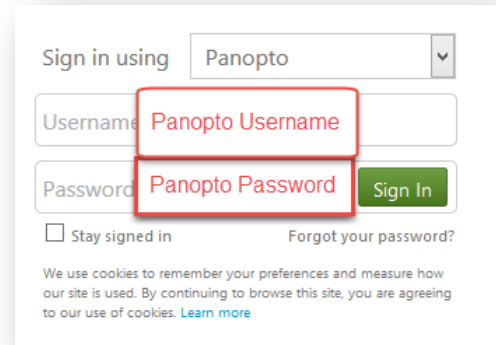 Sign in using Panopto
Username Panopto Username
Password Panopto Password Sign In
Stay signed in Forgot your password?
We use cookies to remember your preferences and measure how
our site is used. By continuing to browse this site, you are agreeing
to our use of cookies. Learn more